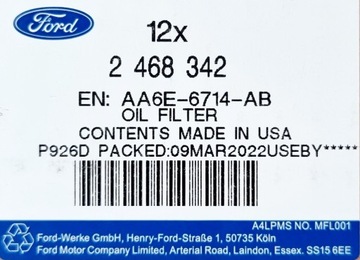 Ford
12x
2 468 342
EN: AA6E-6714-AB
OIL FILTER
CONTENTS MADE IN USA
P926D PACKED:09MAR2022USEBY*****
A4LPMS NO. MFL001
Ford-Werke GmbH, Henry-Ford-Strasse 1, 50735 Köln
Ford Motor Company Limited, Arterial Road, Laindon, Essex. SS15 6EE